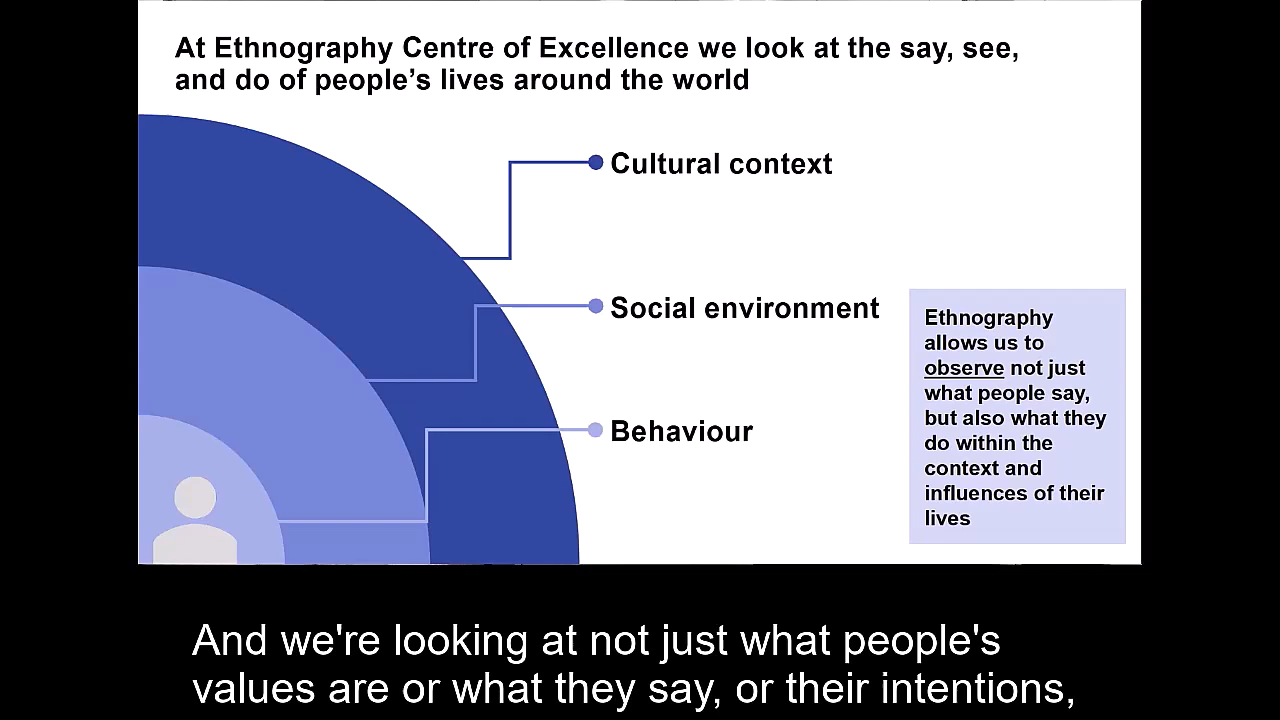 At Ethnography Centre of Excellence we look at the say, see,
and do of people’s lives around the world
Cultural context
Social environment
Behaviour
Ethnography
allows us to
observe not just
what people say,
but also what they
do within the
context and
influences of their
lives
And we're looking at not just what people's
values are or what they say, or their intentions,